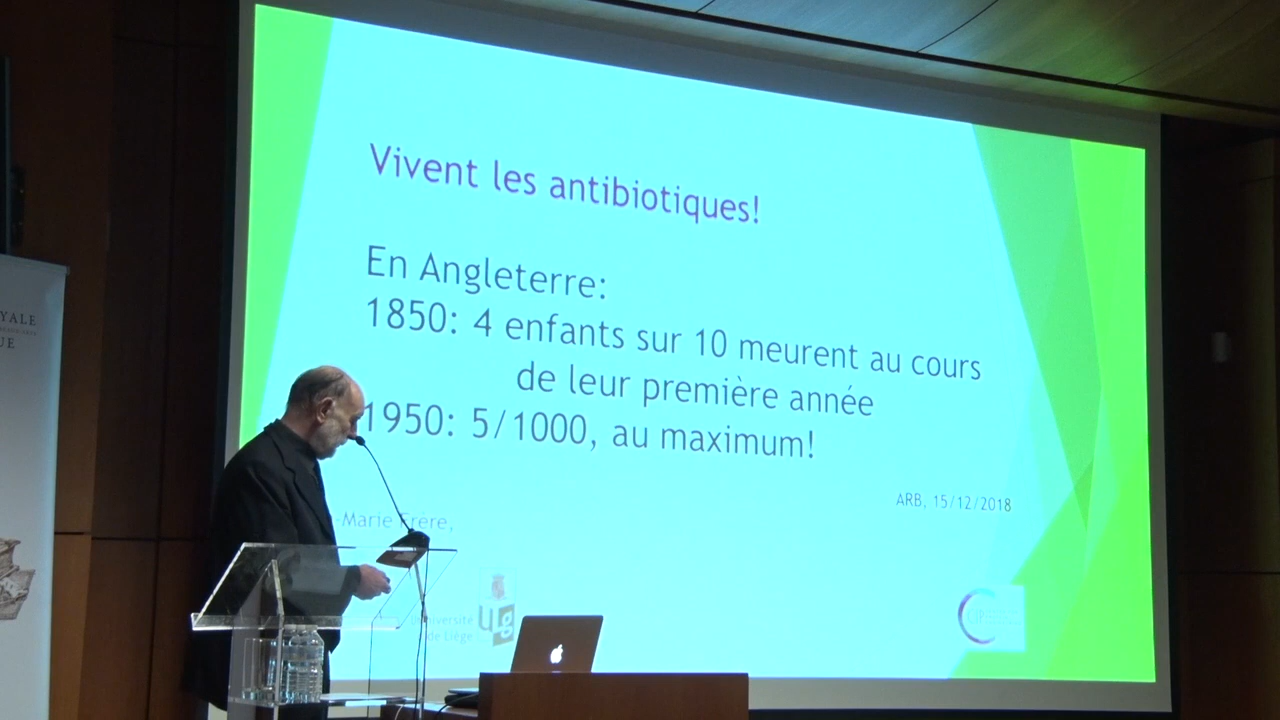 YALE
UE
Vivent les antibiotiques!
En Angleterre:
1850: 4 enfants sur 10 meurent au cours
de leur première année
1950: 5/1000, au maximum!
ARB, 15/12/2018
-Marie Frère,
Université
de Liège
CIP